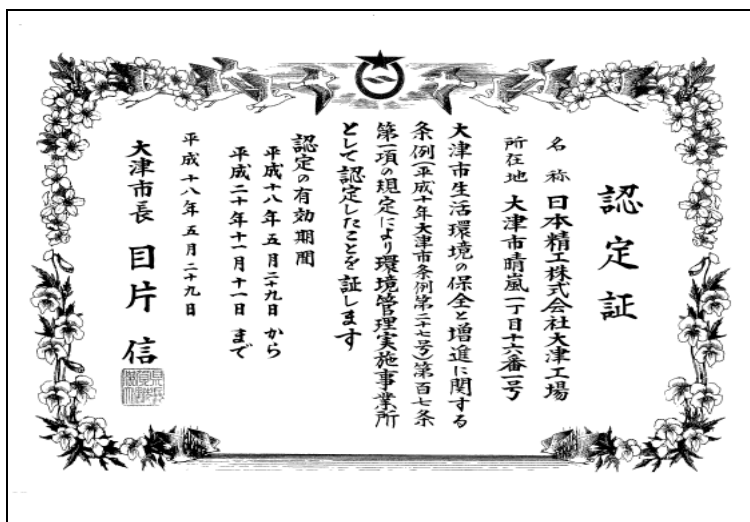 認定証
名称 日本精工株式会社大津工場
所在地 大津市晴嵐一丁目十六番一号
大津市生活環境の保全と増進に関する
条例(平成十年大津市条例第二十七号)第百七条
第一項の規定により環境管理実施事業所
として認定したことを証します
認定の有効期間
平成十八年五月二十九日から
平成二十年十一月十一日まで
平成十八年五月二十九日
大津市長 目片信